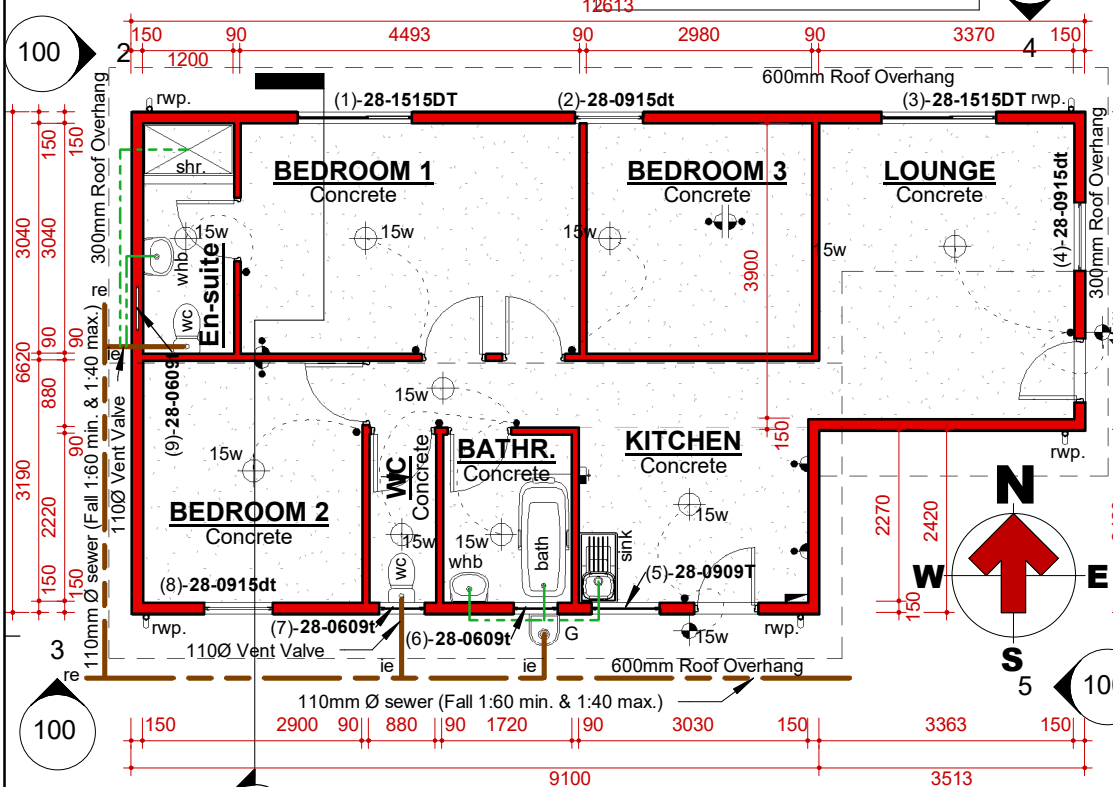 12613
150 90 4493 90 2980 90 3370 150
1200
100
2
4
600mm Roof Overhang
rwp.
(1)-28-1515DT
(2)-28-0915dt
(3)-28-1515DT
rwp.
300mm Roof Overhang
300mm Roof Overhang
150
150
shr.
BEDROOM 1
Concrete
BEDROOM 3
Concrete
LOUNGE
Concrete
(4)-28-0915dt
3040
3040
15w
15w
15w
5w
whb
En-suite
wc
3900
re
ie
90
90
6620
880
90
(9)-28-0609t
110Ø Vent Valve
110mm Ø sewer (Fall 1:60 min. & 1:40 max.)
15w
150
rwp.
BATHR.
Concrete
KITCHEN
Concrete
WC
Concrete
3190
2220
15w
BEDROOM 2
Concrete
15w
15w
whb
wc
bath
sink
15w
2270
2420
N
W
E
S
150
150
150
(8)-28-0915dt
(5)-28-0909T
rwp.
(7)-28-0609t
(6)-28-0609t
G
15w
rwp.
110Ø Vent Valve
ie
ie
600mm Roof Overhang
3
re
5
100
110mm Ø sewer (Fall 1:60 min. & 1:40 max.)
100
150 2900 90 880 90 1720 90 3030 150 3363 150
9100
3513